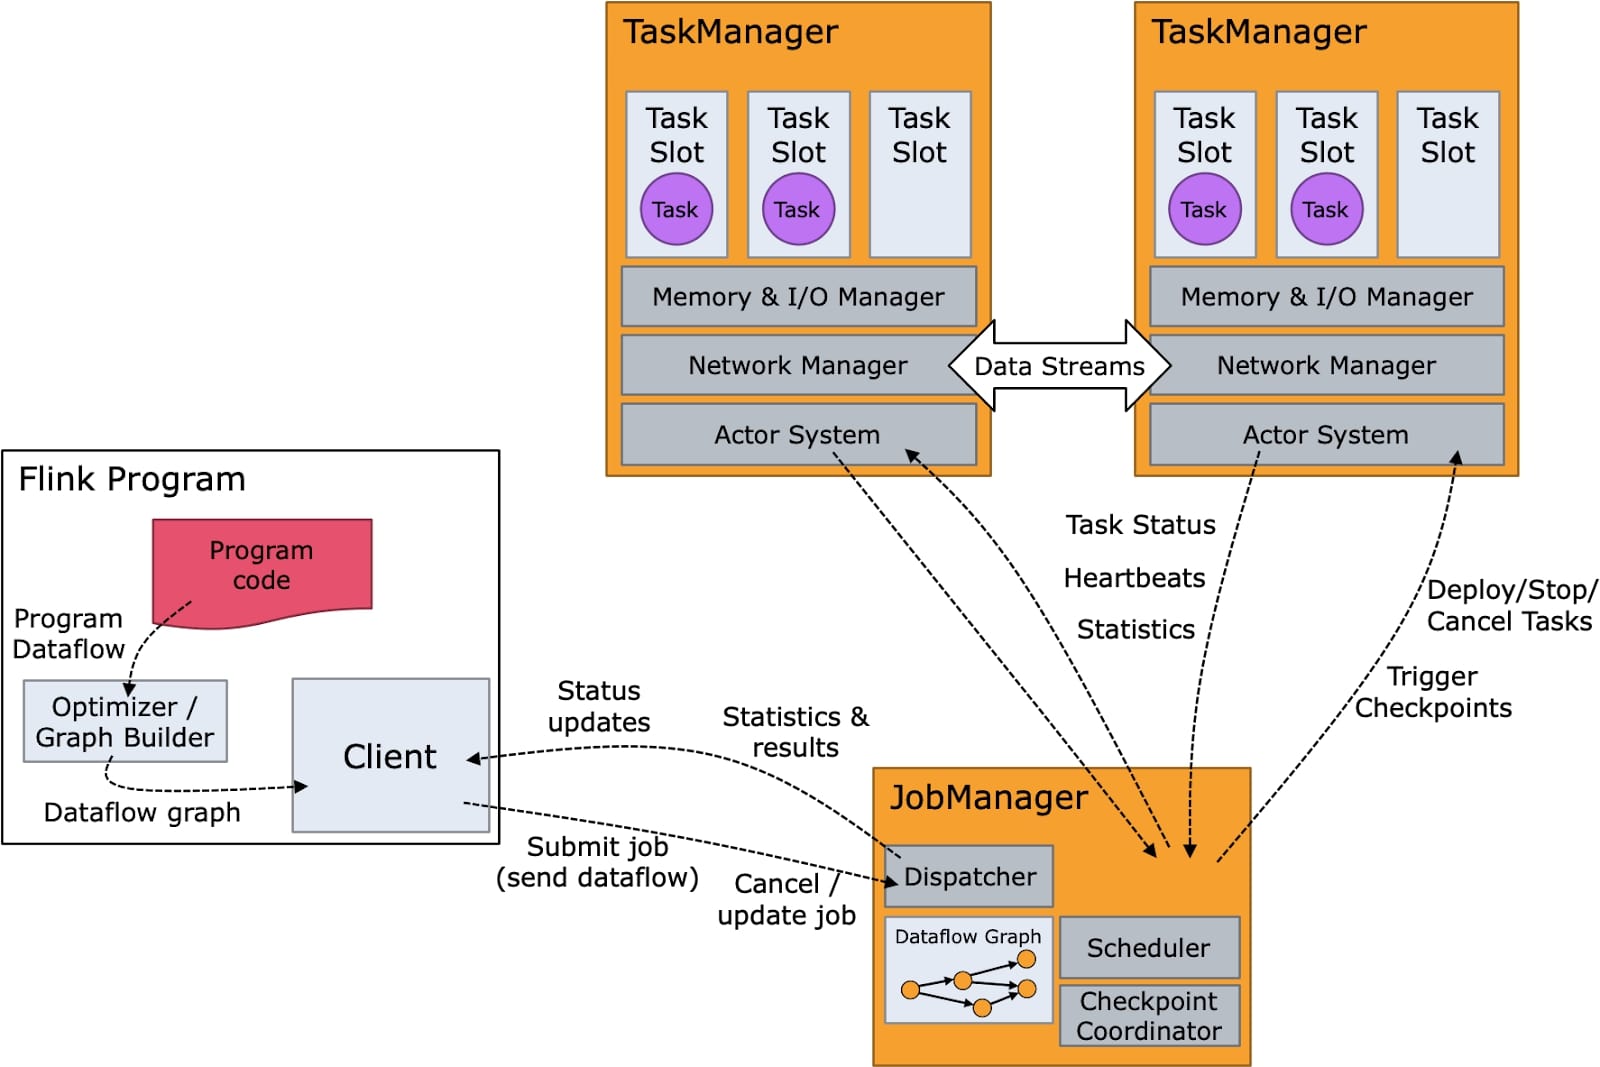 TaskManager
Task
Slot
Task
Task
Slot
Task
Task
Slot
Memory & I/O Manager
Network Manager
Actor System
Data Streams
TaskManager
Task
Slot
Task
Task
Slot
Task
Task
Slot
Memory & I/O Manager
Network Manager
Actor System
Flink Program
Program
code
Program
Dataflow
Optimizer /
Graph Builder
Dataflow graph
Client
Status
updates
Statistics &
results
Submit job
(send dataflow)
Cancel /
update job
Task Status
Heartbeats
Statistics
Deploy/Stop/
Cancel Tasks
Trigger
Checkpoints
JobManager
Dispatcher
Dataflow Graph
Scheduler
Checkpoint
Coordinator